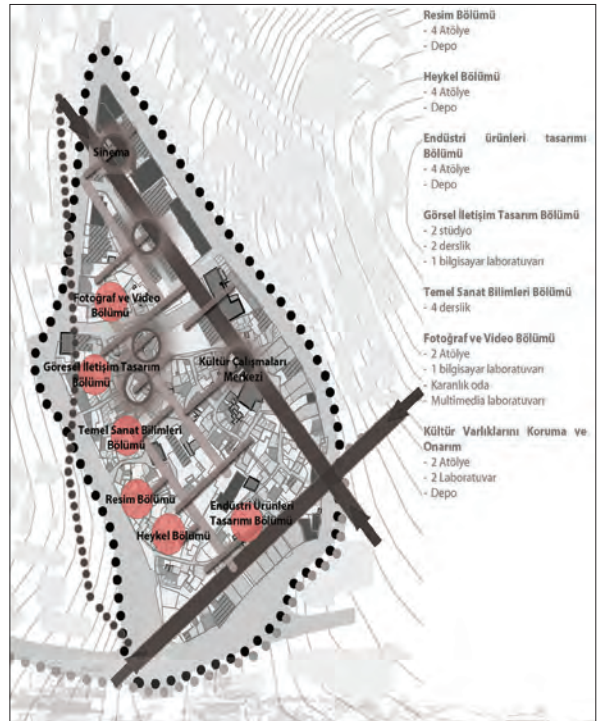 Resim Bölümü
- 4 Atölye
- Depo
Heykel Bölümü
- 4 Atölye
- Depo
Endüstri ürünleri tasarımı
Bölümü
- 4 Atölye
- Depo
Görsel İletişim Tasarım Bölümü
- 2 stüdyo
- 2 derslik
- 1 bilgisayar laboratuvarı
Temel Sanat Bilimleri Bölümü
- 4 derslik
Fotoğraf ve Video Bölümü
- 2 Atölye
- 1 bilgisayar laboratuvarı
- Karanlık oda
- Multimedia laboratuvarı
Kültür Varlıklarını Koruma ve
Onarım
- 2 Atölye
- 2 Laboratuvar
- Depo
Sinema
Fotoğraf ve Video
Bölümü
Göresel İletişim Tasarım
Bölümü
Kültür Çalışmaları
Merkezi
Temel Sanat Bilimleri
Bölümü
Resim Bölümü
Heykel Bölümü
Endüstri Ürünleri
Tasarımı Bölümü